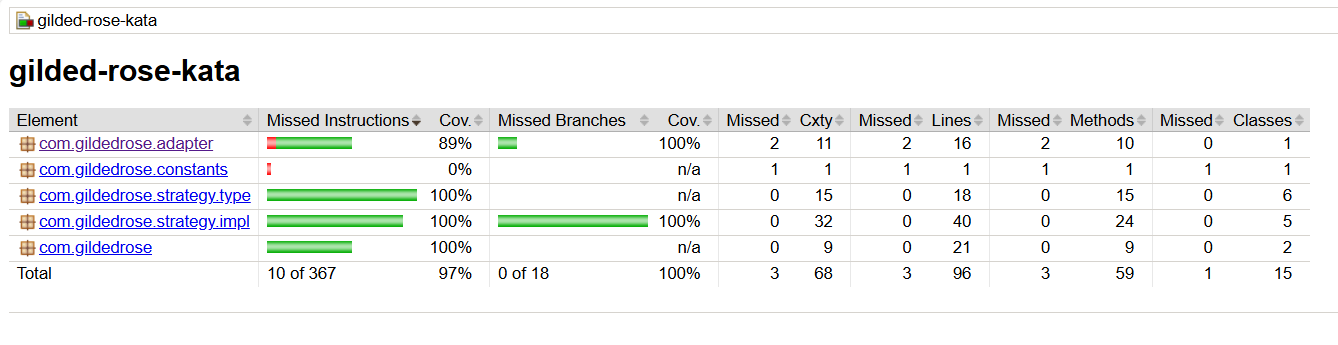 gilded-rose-kata
gilded-rose-kata
Element Missed Instructions Cov. Missed Branches Cov. Missed Cxty Missed Lines Missed Methods Missed Classes
com.gildedrose.adapter 89% 100% 2 11 2 16 2 10 0 1
com.gildedrose.constants 0% n/a 1 1 1 1 1 1 1 1
com.gildedrose.strategy.type 100% n/a 0 15 0 18 0 15 0 6
com.gildedrose.strategy.impl 100% 100% 0 32 0 40 0 24 0 5
com.gildedrose 100% n/a 0 9 0 21 0 9 0 2
Total 10 of 367 97% 0 of 18 100% 3 68 3 96 3 59 1 15